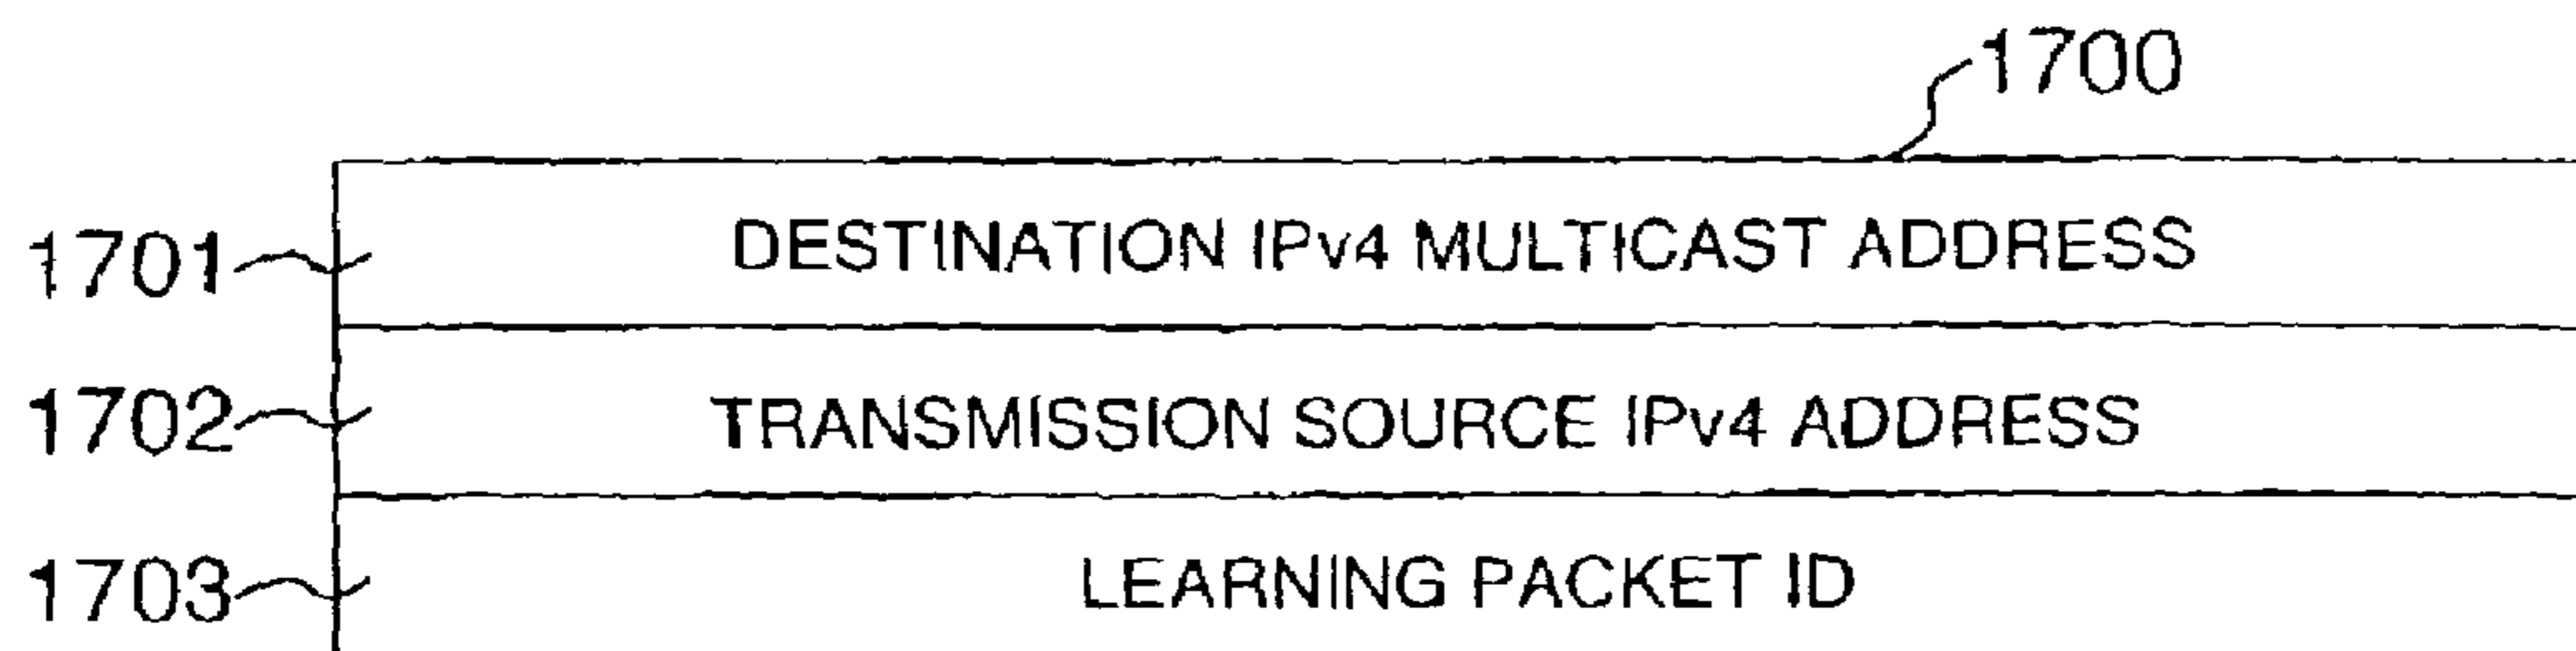 1700
1701 DESTINATION IPv4 MULTICAST ADDRESS
1702 TRANSMISSION SOURCE IPv4 ADDRESS
1703 LEARNING PACKET ID